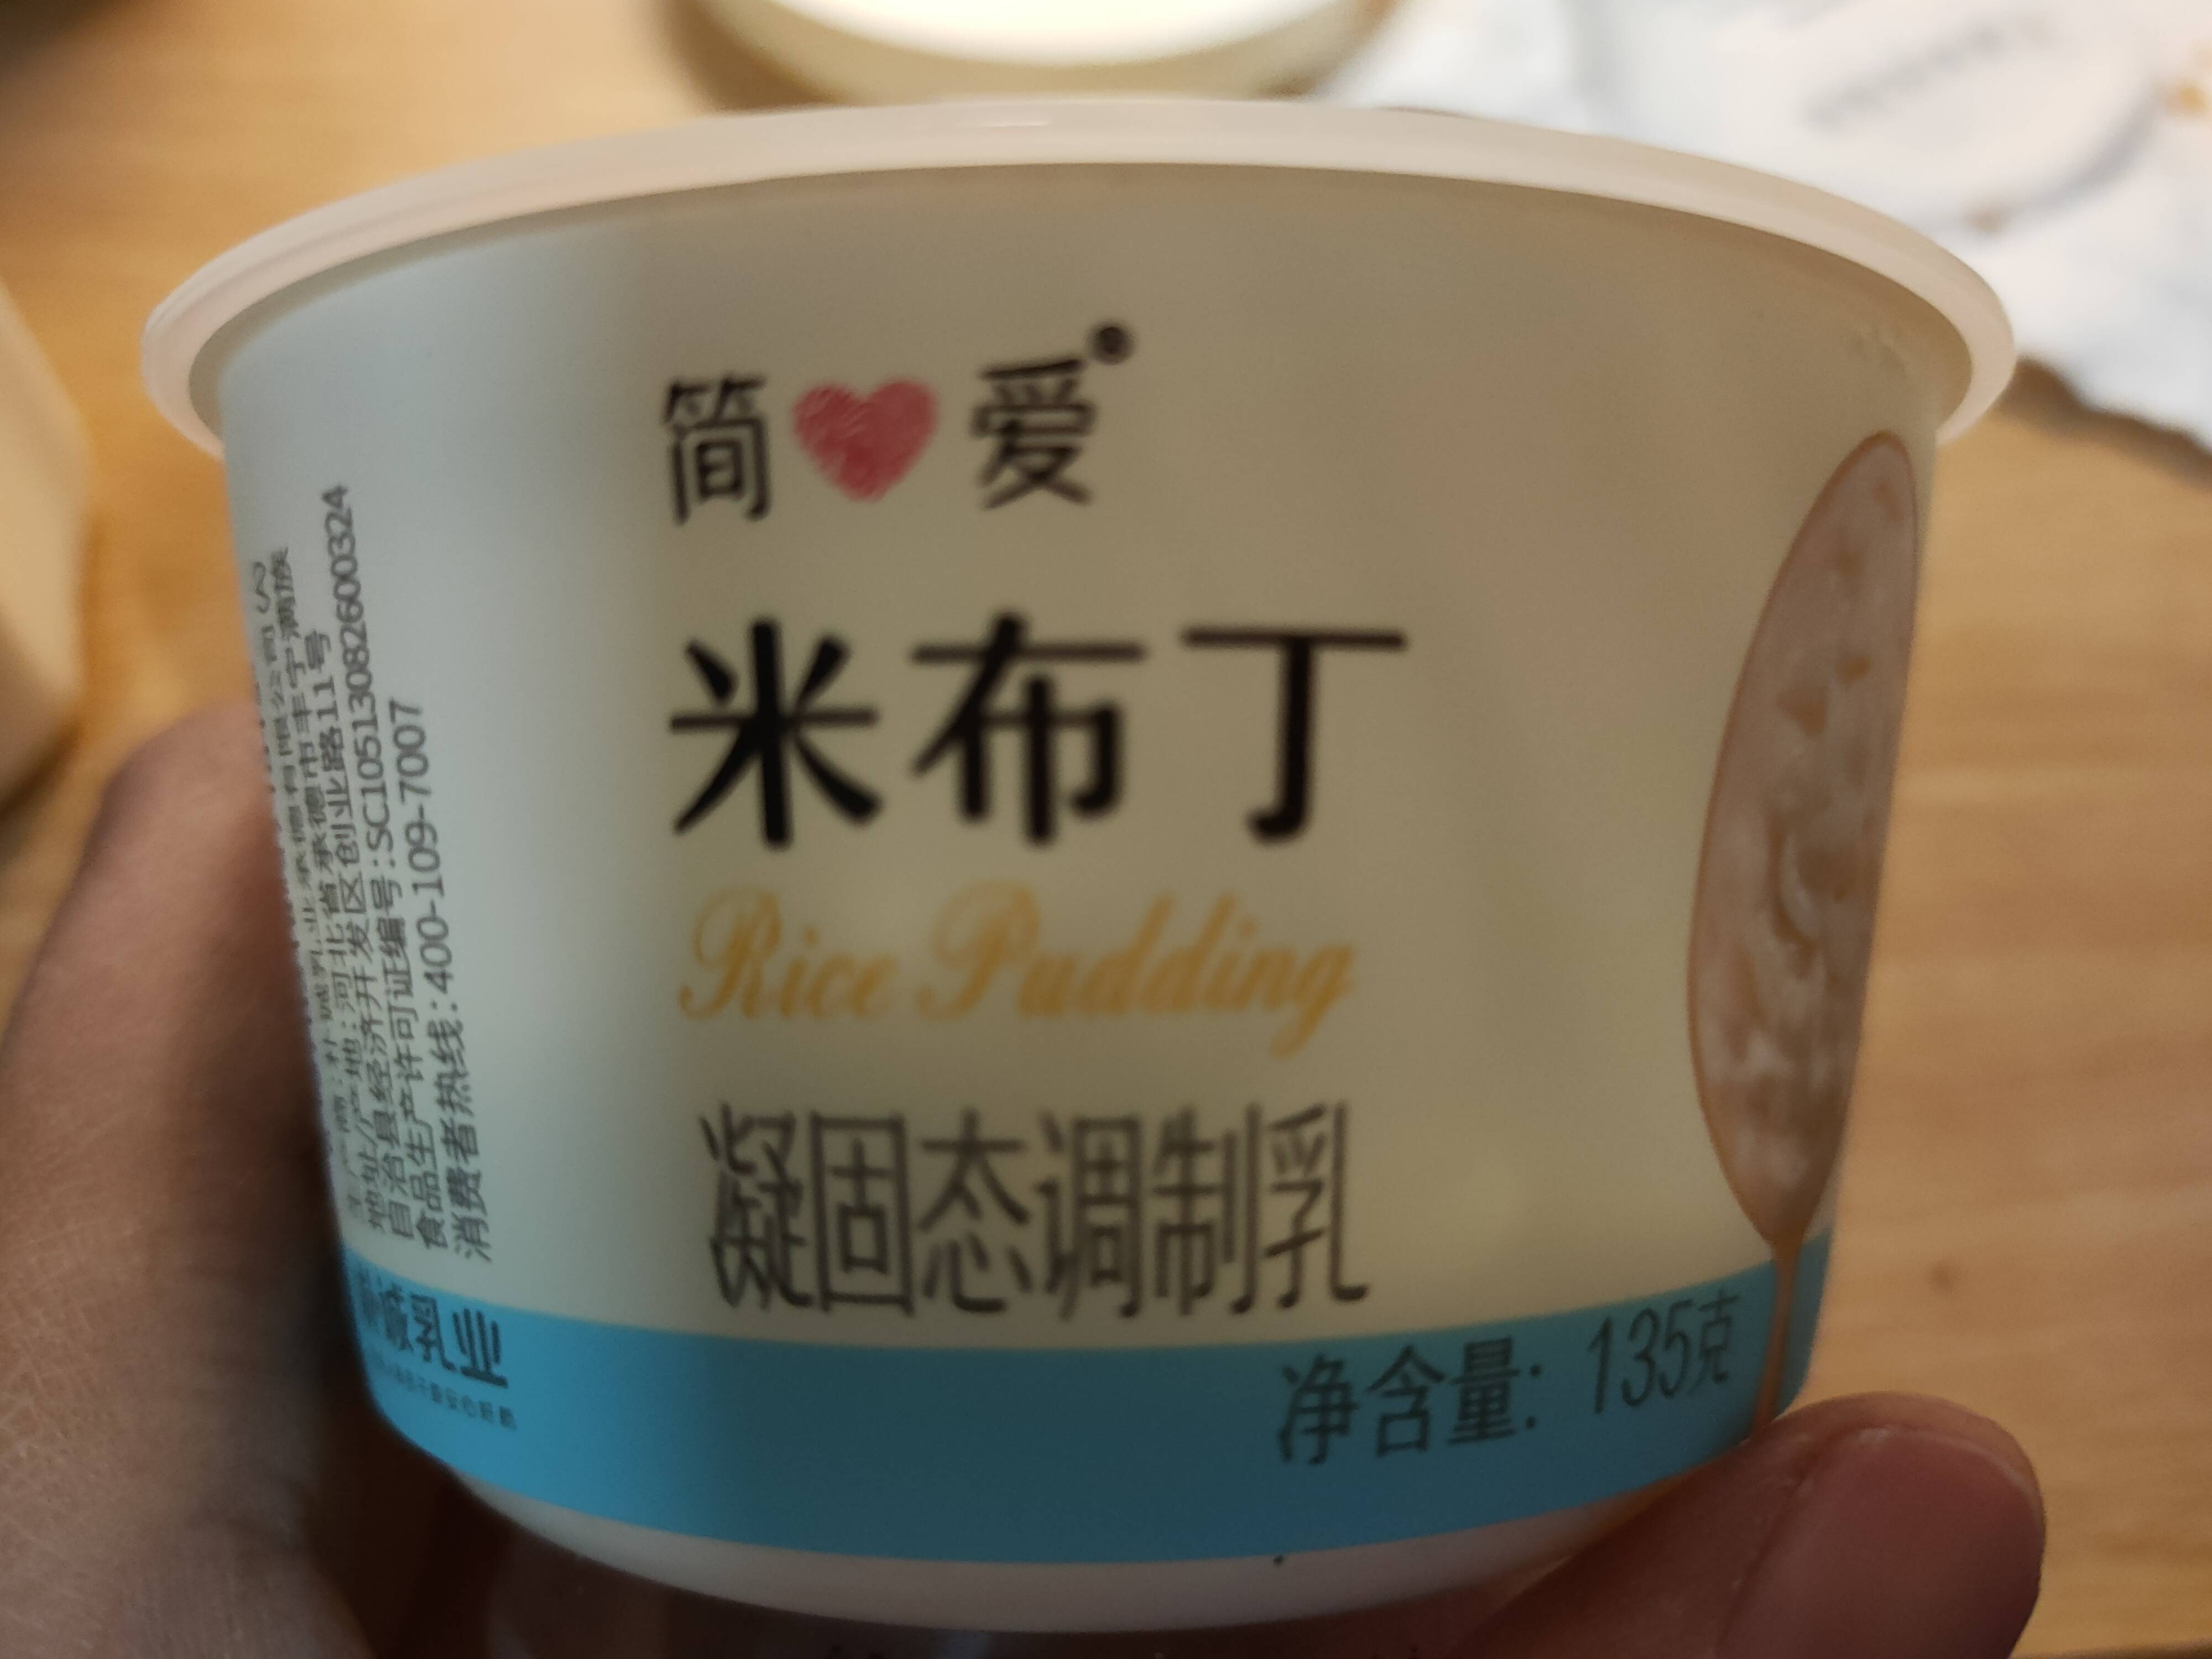 简爱®
米布丁
Rice Pudding
凝固态调制乳
净含量: 135克
地址/产地:河北省承德市丰宁满族
自治县经济开发区创业路11号
食品生产许可证编号:SC10513082600324
消费者热线:400-109-7007
诚乳业